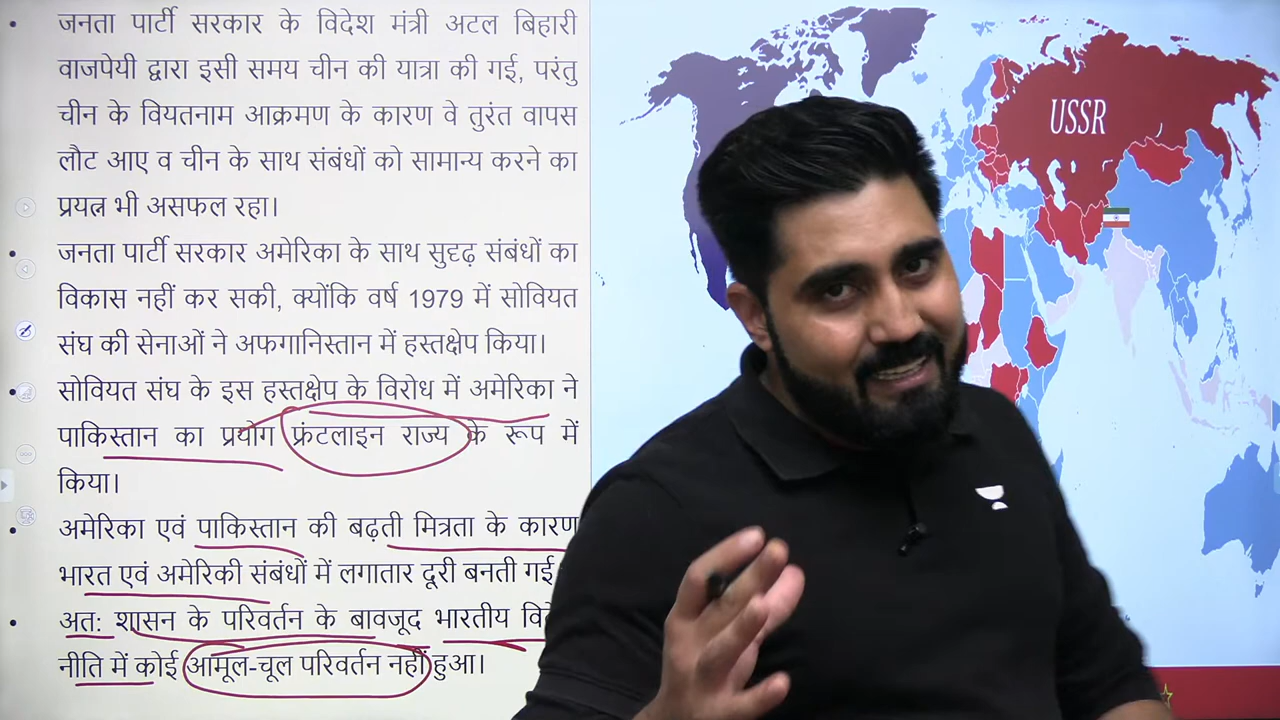 जनता पार्टी सरकार के विदेश मंत्री अटल बिहारी
वाजपेयी द्वारा इसी समय चीन की यात्रा की गई, परंतु
चीन के वियतनाम आक्रमण के कारण वे तुरंत वापस
लौट आए व चीन के साथ संबंधों को सामान्य करने का
प्रयत्न भी असफल रहा।
जनता पार्टी सरकार अमेरिका के साथ सुदृढ़ संबंधों का
विकास नहीं कर सकी, क्योंकि वर्ष 1979 में सोवियत
संघ की सेनाओं ने अफगानिस्तान में हस्तक्षेप किया।
सोवियत संघ के इस हस्तक्षेप के विरोध में अमेरिका ने
पाकिस्तान का प्रयोग फ्रंटलाइन राज्य के रूप में
किया।
अमेरिका एवं पाकिस्तान की बढ़ती मित्रता के कारण
भारत एवं अमेरिकी संबंधों में लगातार दूरी बनती गई
अत: शासन के परिवर्तन के बावजूद भारतीय
नीति में कोई आमूल-चूल परिवर्तन नहीं हुआ।
USSR